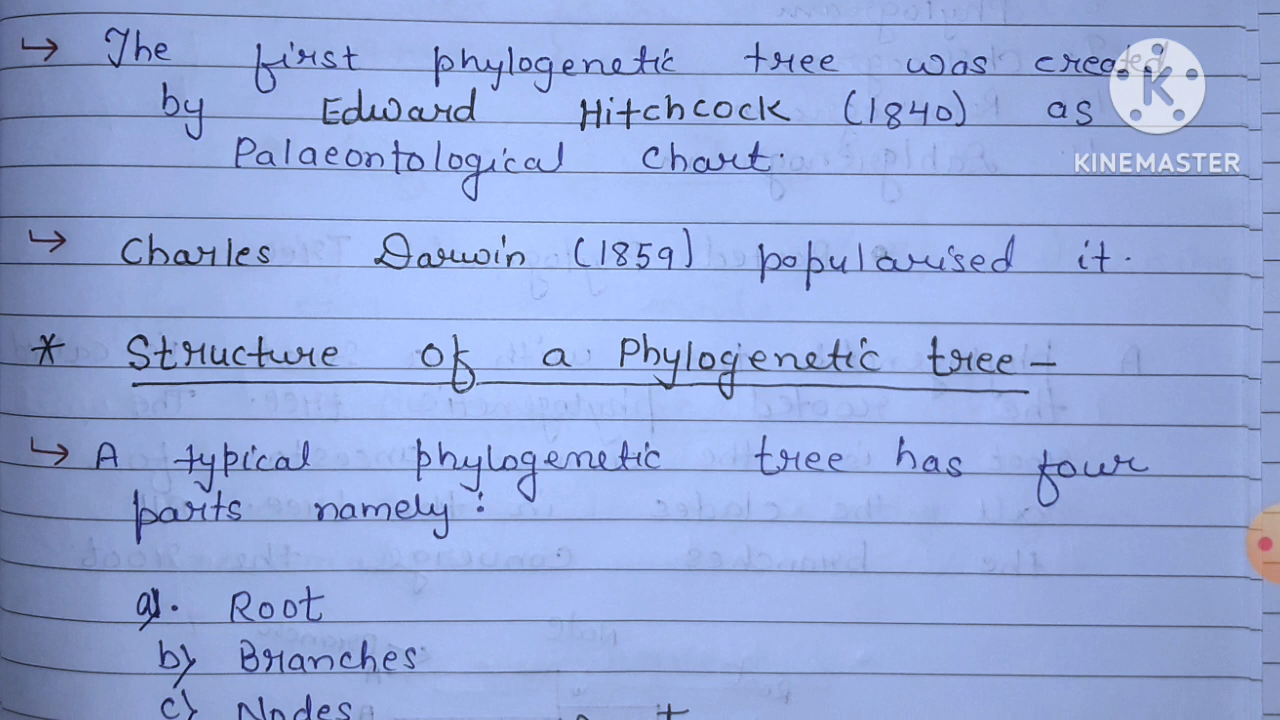 ↳ The first phylogenetic tree was created
by Edward Hitchcock (1840) as
Palaeontological chart.
KINEMASTER
↳ Charles Darwin (1859) popularised it.
* Structure of a Phylogenetic tree -
↳ A typical phylogenetic tree has four
parts namely:
a). Root
b) Branches
c) Nodes